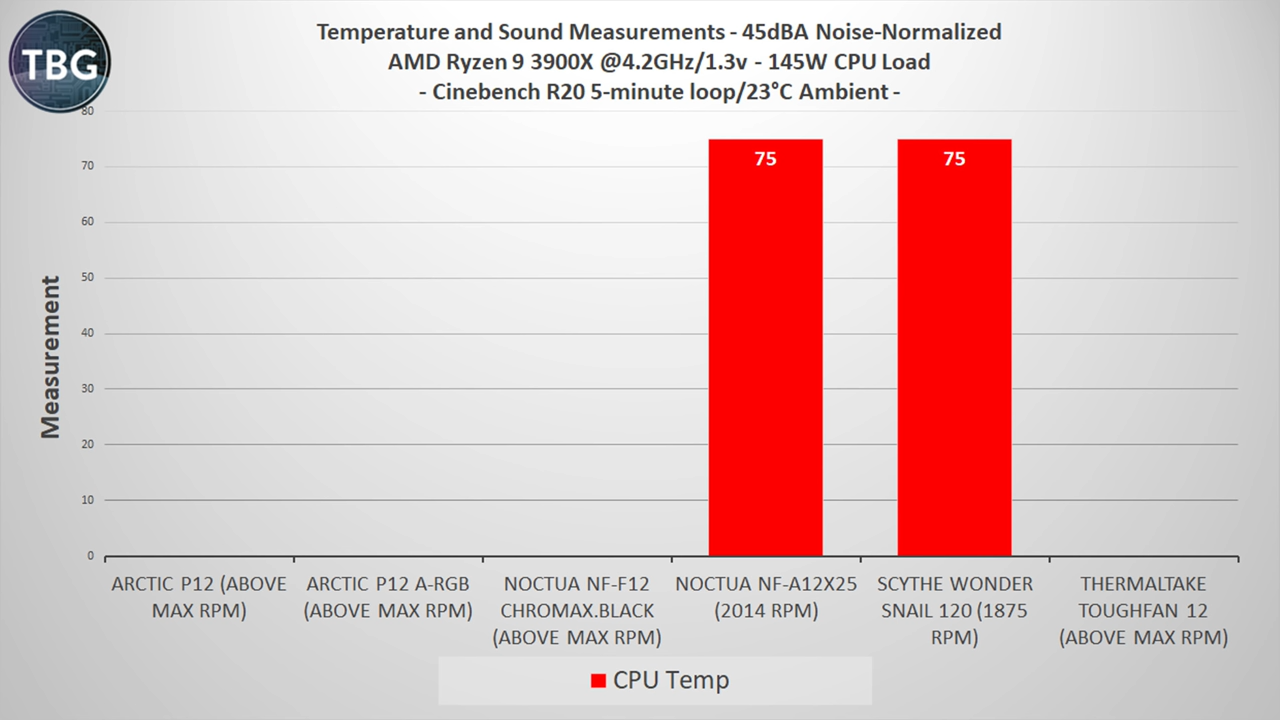 TBG
Temperature and Sound Measurements - 45dBA Noise-Normalized
AMD Ryzen 9 3900X @4.2GHz/1.3v - 145W CPU Load
- Cinebench R20 5-minute loop/23°C Ambient -
Measurement
80
70
60
50
40
30
20
10
0
75
75
ARCTIC P12 (ABOVE
MAX RPM)
ARCTIC P12 A-RGB
(ABOVE MAX RPM)
NOCTUA NF-F12
CHROMAX.BLACK
(ABOVE MAX RPM)
NOCTUA NF-A12X25
(2014 RPM)
SCYTHE WONDER
SNAIL 120 (1875
RPM)
THERMALTAKE
TOUGHFAN 12
(ABOVE MAX RPM)
CPU Temp